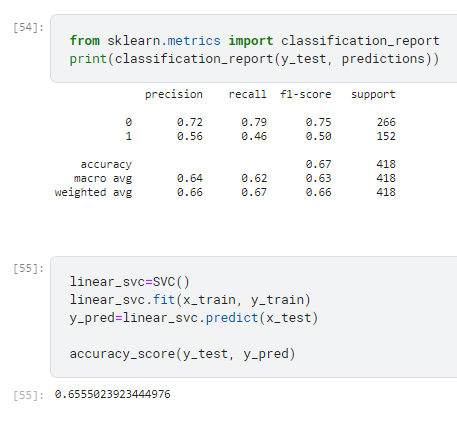 [54]:
from sklearn.metrics import classification_report
print(classification_report(y_test, predictions))
precision recall f1-score support
0 0.72 0.79 0.75 266
1 0.56 0.46 0.50 152
accuracy 0.67 418
macro avg 0.64 0.62 0.63 418
weighted avg 0.66 0.67 0.66 418
[55]:
linear_svc=SVC()
linear_svc.fit(x_train, y_train)
y_pred=linear_svc.predict(x_test)
accuracy_score(y_test, y_pred)
[55]: 0.6555023923444976